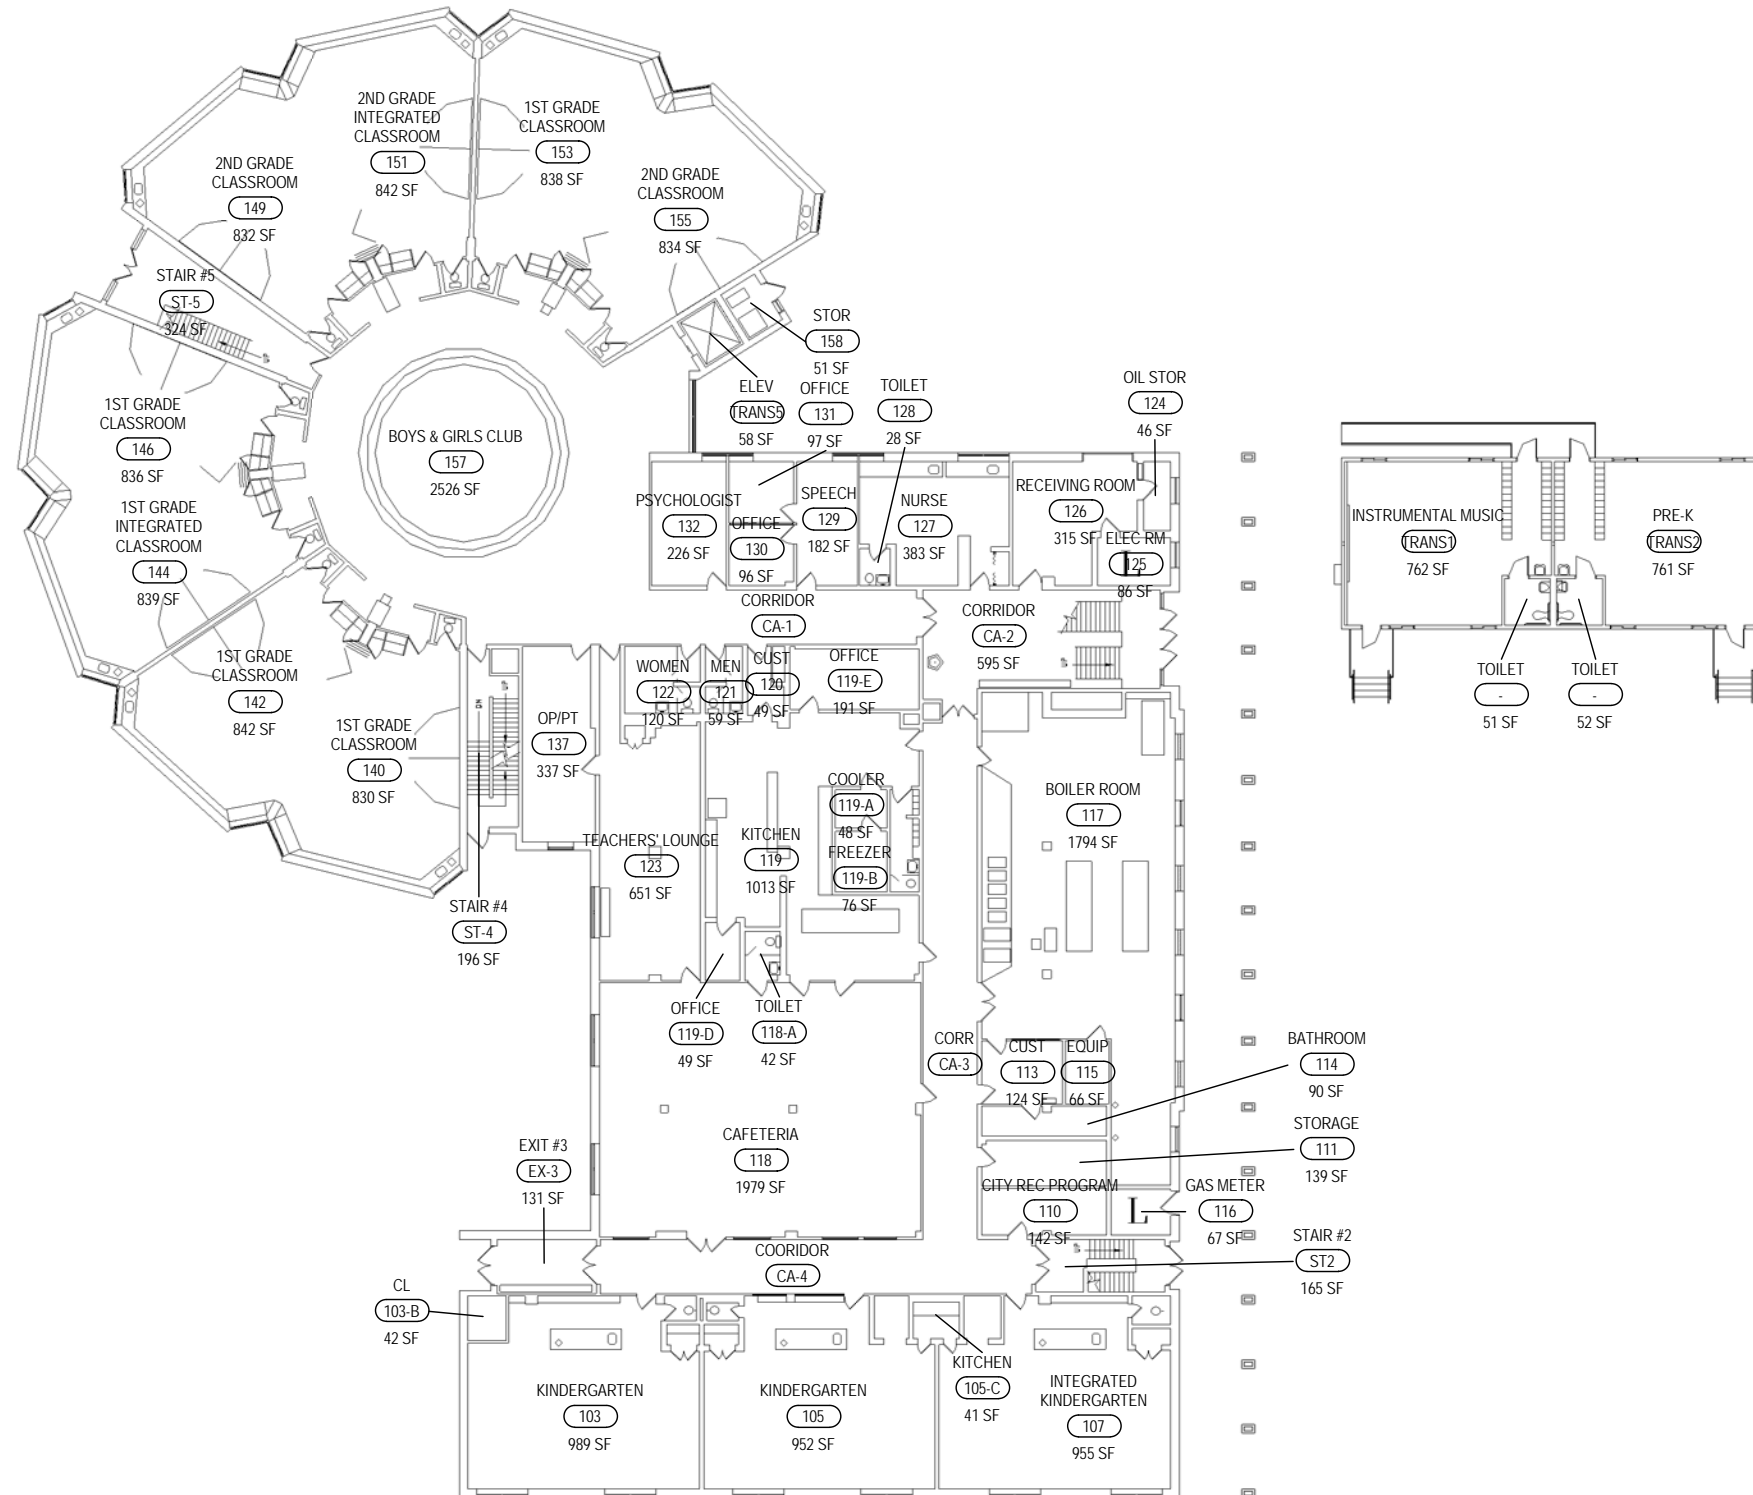 2ND GRADE
INTEGRATED
CLASSROOM
151
842 SF
1ST GRADE
CLASSROOM
153
838 SF
2ND GRADE
CLASSROOM
149
832 SF
2ND GRADE
CLASSROOM
155
834 SF
STAIR #5
ST-5
324 SF
UP
STOR
158
51 SF
ELEV
TRANS5
58 SF
OFFICE
131
97 SF
TOILET
128
28 SF
OIL STOR
124
46 SF
1ST GRADE
CLASSROOM
146
836 SF
BOYS & GIRLS CLUB
157
2526 SF
1ST GRADE
INTEGRATED
CLASSROOM
144
839 SF
PSYCHOLOGIST
132
226 SF
OFFICE
130
96 SF
SPEECH
129
182 SF
NURSE
127
383 SF
RECEIVING ROOM
126
315 SF
ELEC RM
125
86 SF
INSTRUMENTAL MUSIC
TRANS1
762 SF
PRE-K
TRANS2
761 SF
CORRIDOR
CA-1
CORRIDOR
CA-2
595 SF
UP
TOILET
-
51 SF
TOILET
-
52 SF
1ST GRADE
CLASSROOM
142
842 SF
WOMEN
122
120 SF
MEN
121
59 SF
CUST
120
49 SF
OFFICE
119-E
191 SF
1ST GRADE
CLASSROOM
140
830 SF
DN
UP
OP/PT
137
337 SF
COOLER
119-A
48 SF
BOILER ROOM
117
1794 SF
TEACHERS' LOUNGE
123
651 SF
KITCHEN
119
1013 SF
FREEZER
119-B
76 SF
STAIR #4
ST-4
196 SF
OFFICE
119-D
49 SF
TOILET
118-A
42 SF
CORR
CA-3
CUST
113
124 SF
EQUIP
115
66 SF
BATHROOM
114
90 SF
STORAGE
111
139 SF
CAFETERIA
118
1979 SF
EXIT #3
EX-3
131 SF
CITY REC PROGRAM
110
142 SF
L
GAS METER
116
67 SF
STAIR #2
ST2
165 SF
UP
COORIDOR
CA-4
CL
103-B
42 SF
KITCHEN
105-C
41 SF
KINDERGARTEN
103
989 SF
KINDERGARTEN
105
952 SF
INTEGRATED
KINDERGARTEN
107
955 SF